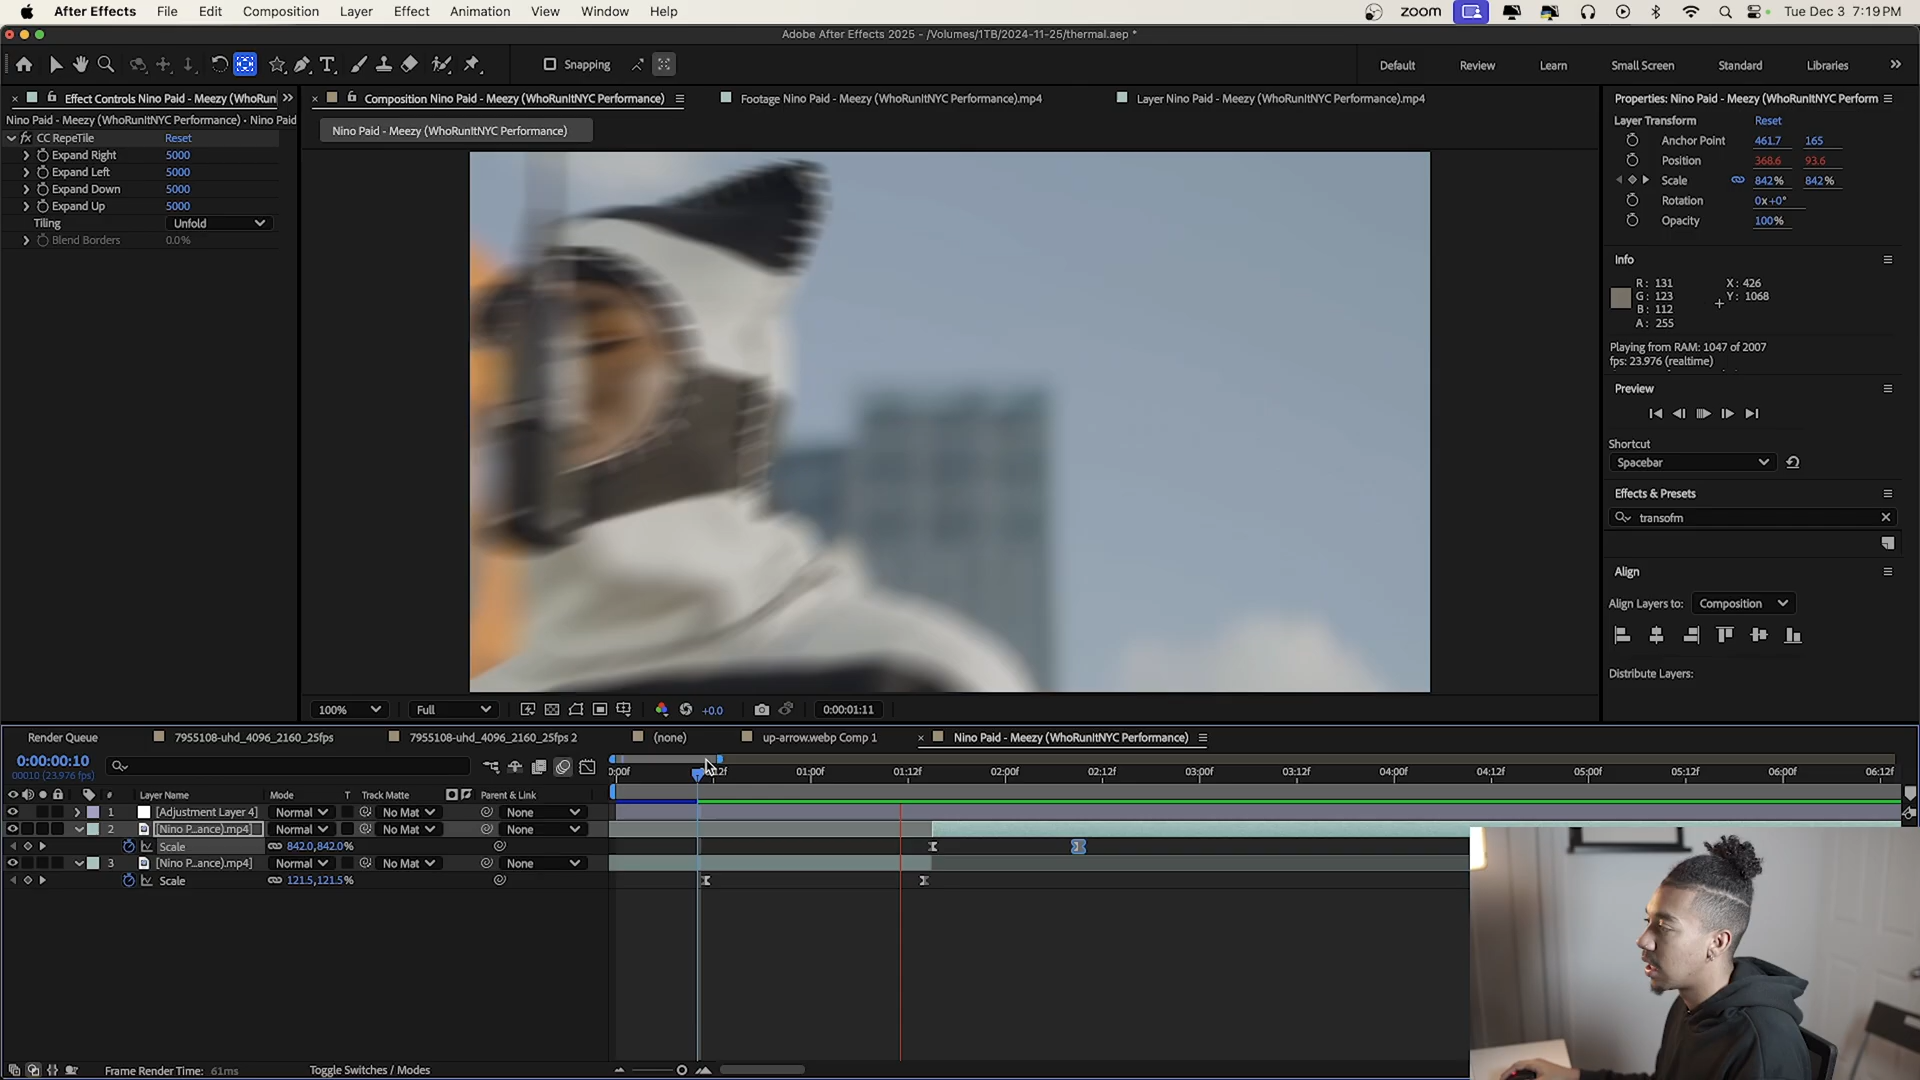 After Effects File Edit Composition Layer Effect Animation View Window Help zoom Tue Dec 3 7:19PM
Adobe After Effects 2025 - /Volumes/1TB/2024-11-25/thermal.aep *
Snapping Default Review Learn Small Screen Standard Libraries
Effect Controls Nino Paid - Meezy (WhoRunI
Nino Paid - Meezy (WhoRunItNYC Performance) • Nino Paid
CC RepeTile Reset
Expand Right 5000
Expand Left 5000
Expand Down 5000
Expand Up 5000
Tiling Unfold
Blend Borders 0.0%
Composition Nino Paid - Meezy (WhoRunItNYC Performance)
Footage Nino Paid - Meezy (WhoRunItNYC Performance).mp4
Layer Nino Paid - Meezy (WhoRunItNYC Performance).mp4
Nino Paid - Meezy (WhoRunItNYC Performance)
100% Full +0.0 0:00:01:11
Properties: Nino Paid - Meezy (WhoRunItNYC Perform
Layer Transform Reset
Anchor Point 461.7 165
Position 368.6 93.6
Scale 842% 842%
Rotation 0x+0°
Opacity 100%
Info
R: 131 X: 426
G: 123 Y: 1068
B: 112
A: 255
Playing from RAM: 1047 of 2007
fps: 23.976 (realtime)
Preview
Shortcut
Spacebar
Effects & Presets
transofm
Align
Align Layers to: Composition
Distribute Layers:
Render Queue 7955108-uhd_4096_2160_25fps 7955108-uhd_4096_2160_25fps 2 (none) up-arrow.webp Comp 1 Nino Paid - Meezy (WhoRunItNYC Performance)
0:00:00:10
00010 (23.976 fps)
0:00f 0:12f 01:00f 01:12f 02:00f 02:12f 03:00f 03:12f 04:00f 04:12f 05:00f 05:12f 06:00f 06:12f
# Layer Name Mode T Track Matte Parent & Link
1 [Adjustment Layer 4] Normal No Mat None
2 [Nino P...ance).mp4] Normal No Mat None
Scale 842.0,842.0%
3 [Nino P...ance).mp4] Normal No Mat None
Scale 121.5,121.5%
Frame Render Time: 61ms Toggle Switches / Modes